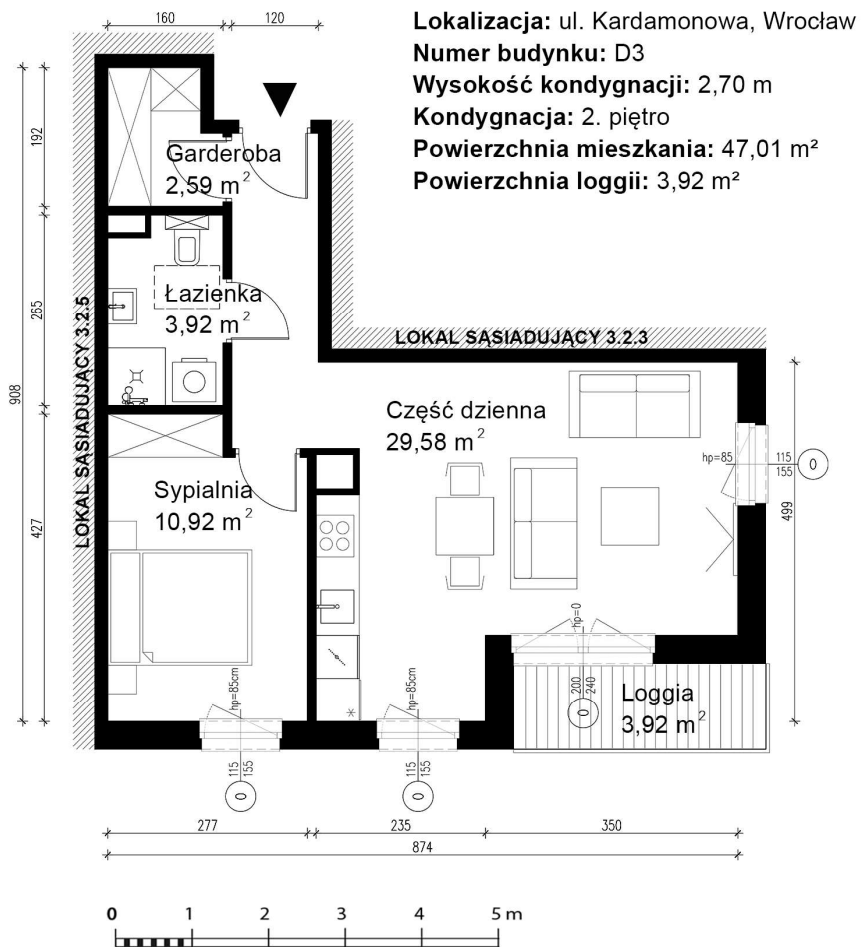 Lokalizacja: ul. Kardamonowa, Wrocław
Numer budynku: D3
Wysokość kondygnacji: 2,70 m
Kondygnacja: 2. piętro
Powierzchnia mieszkania: 47,01 m²
Powierzchnia loggii: 3,92 m²
160
120
192
265
908
427
Garderoba
2,59 m²
Łazienka
3,92 m²
LOKAL SĄSIADUJĄCY 3.2.5
LOKAL SĄSIADUJĄCY 3.2.3
Część dzienna
29,58 m²
Sypialnia
10,92 m²
hp=85
115
155
O
499
hp=0
200
240
O
Loggia
3,92 m²
hp=85cm
115
155
O
hp=85cm
115
155
O
*
277
235
350
874
0 1 2 3 4 5 m